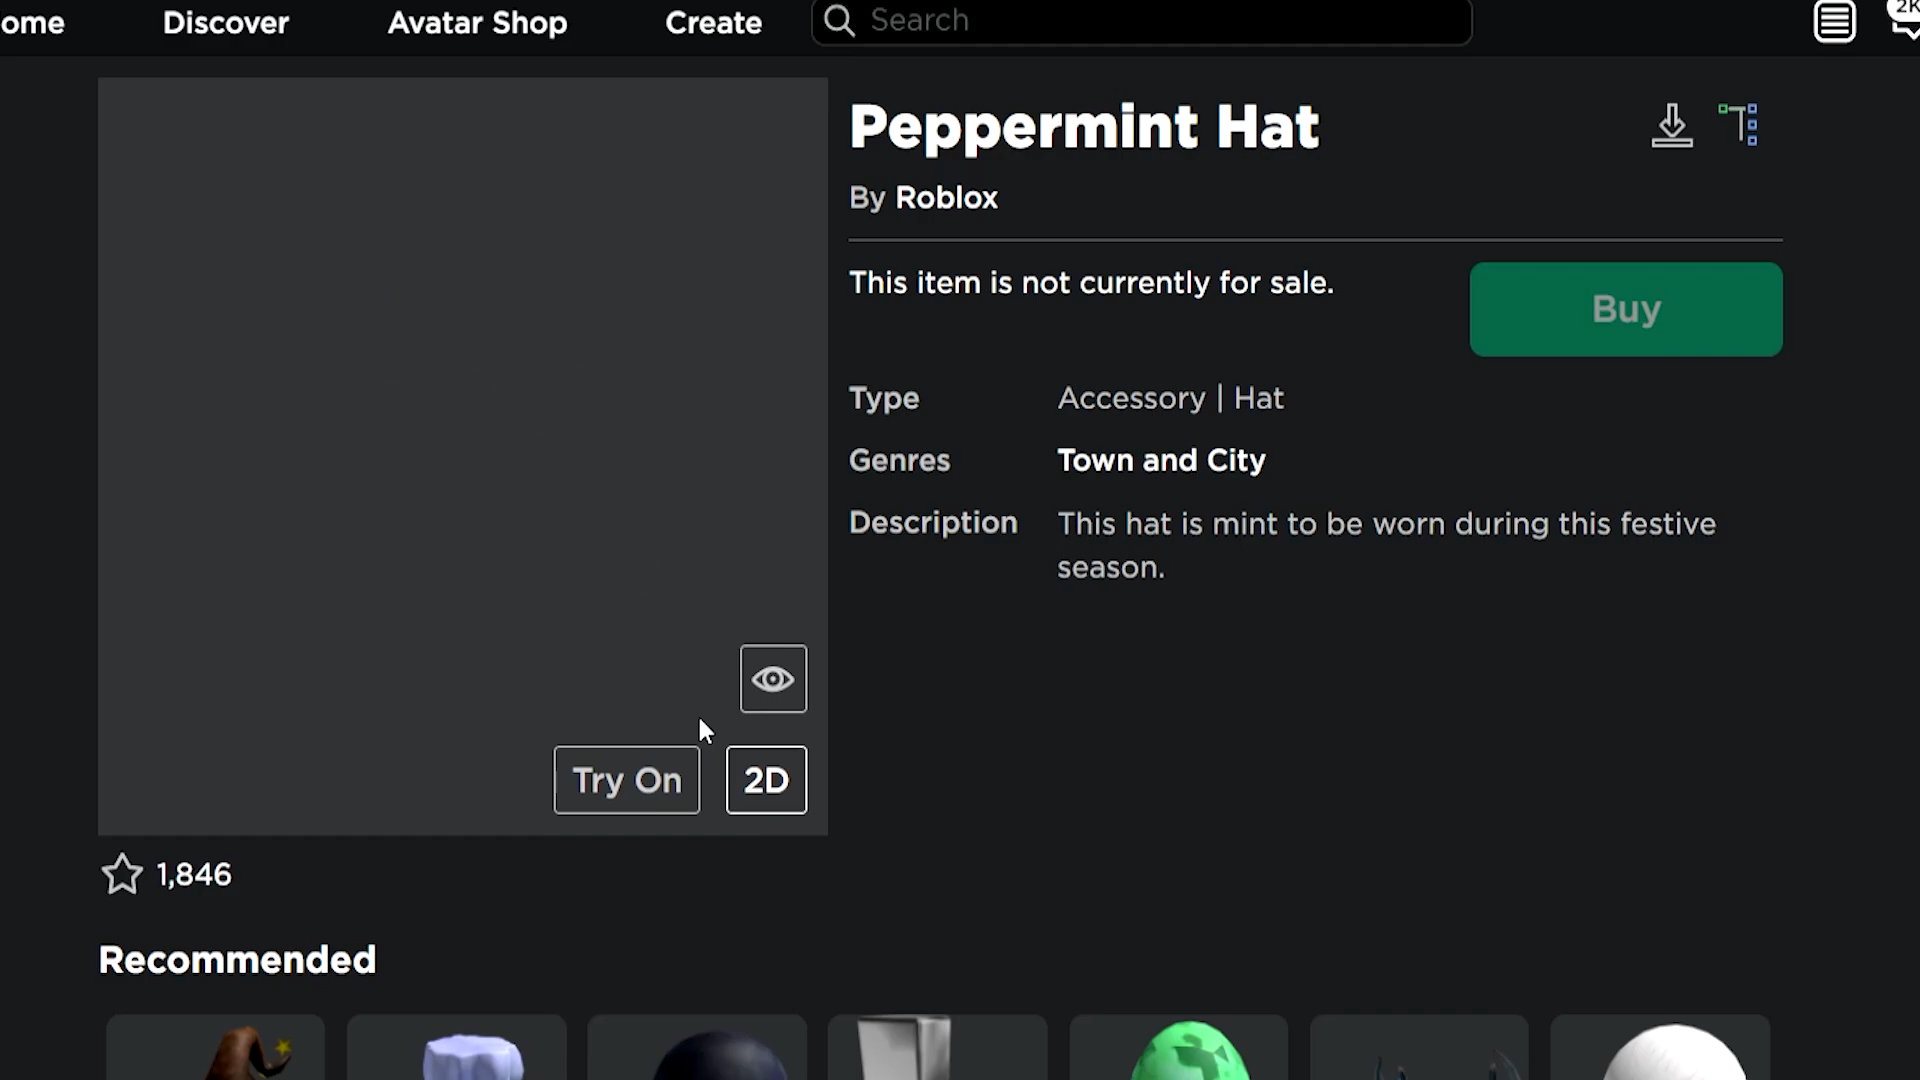 ome Discover Avatar Shop Create Search 2K
Peppermint Hat
By Roblox
This item is not currently for sale.
Buy
Type Accessory | Hat
Genres Town and City
Description This hat is mint to be worn during this festive
season.
Try On 2D
1,846
Recommended